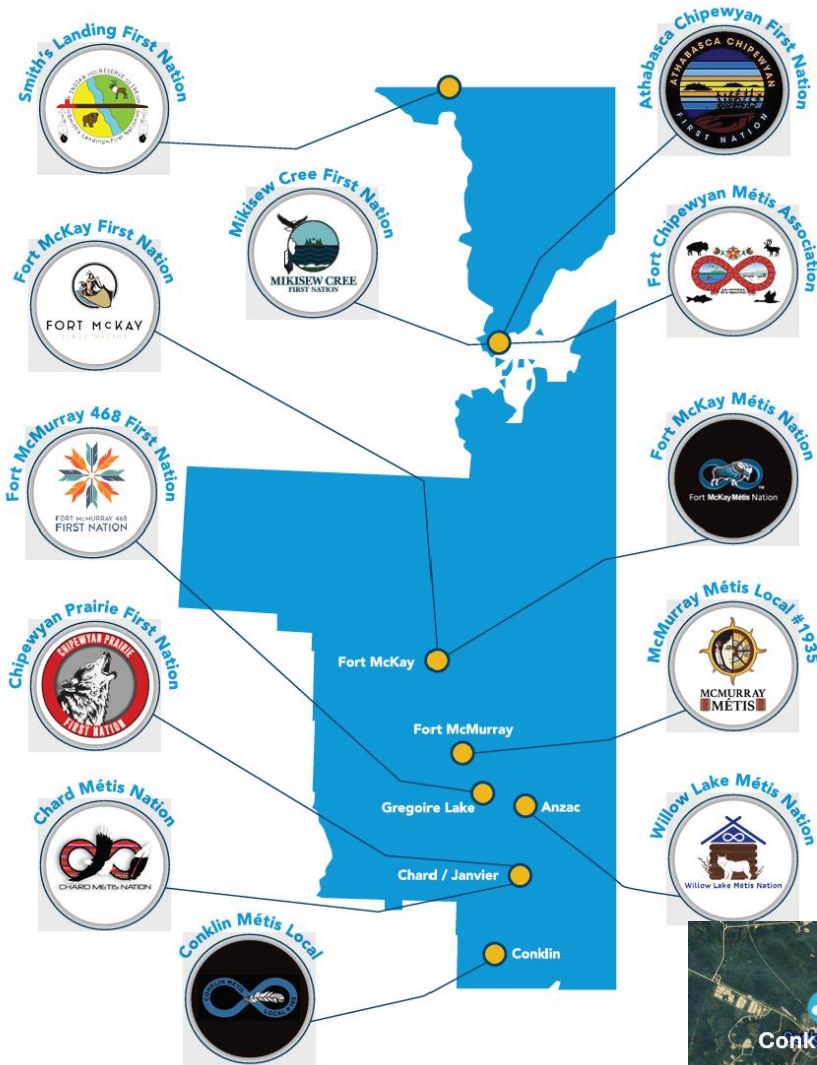 Smith's Landing First Nation
Athabasca Chipewyan First Nation
ATHABASCA CHIPEWYAN
FIRST NATION
Mikisew Cree First Nation
MIKISEW CREE
FIRST NATION
Fort Chipewyan Métis Association
Fort McKay First Nation
FORT McKAY
FIRST NATION
Fort McMurray 468 First Nation
FORT McMURRAY 468
FIRST NATION
Fort McKay Métis Nation
Fort McKay Métis Nation
TM
Chipewyan Prairie First Nation
CHIPEWYAN PRAIRIE
FIRST NATION
McMurray Métis Local #1935
MCMURRAY
MÉTIS
Fort McKay
Fort McMurray
Gregoire Lake
Anzac
Chard Métis Nation
CHARD MÉTIS NATION
Willow Lake Métis Nation
Willow Lake Métis Nation
Chard / Janvier
Conklin Métis Local
CONKLIN MÉTIS
Conklin
Conk